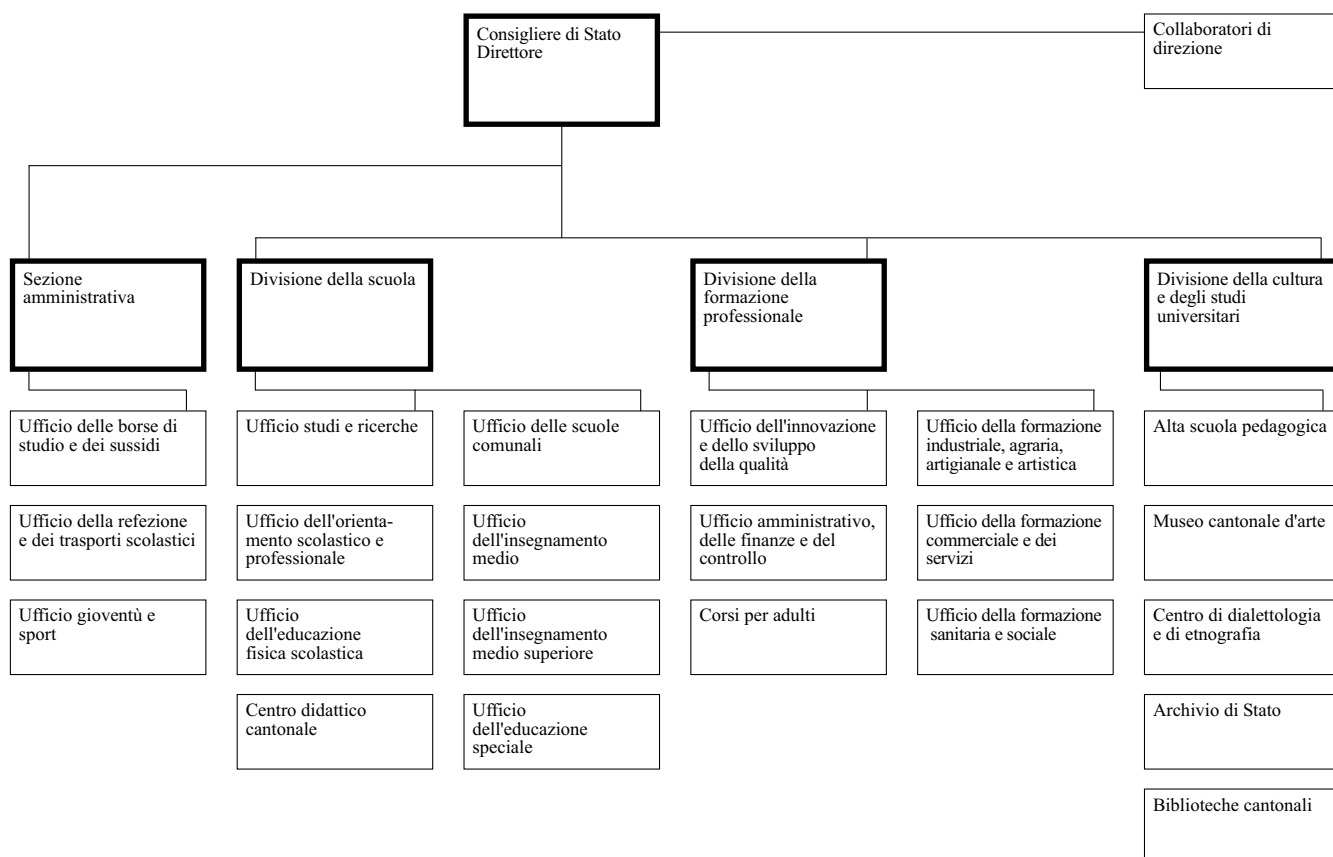 Consigliere di Stato
Direttore
Collaboratori di
direzione
Sezione
amministrativa
Divisione della scuola
Divisione della
formazione
professionale
Divisione della cultura
e degli studi
universitari
Ufficio delle borse di
studio e dei sussidi
Ufficio studi e ricerche
Ufficio delle scuole
comunali
Ufficio dell'innovazione
e dello sviluppo
della qualità
Ufficio della formazione
industriale, agraria,
artigianale e artistica
Alta scuola pedagogica
Ufficio della refezione
e dei trasporti scolastici
Ufficio dell'orienta-
mento scolastico e
professionale
Ufficio
dell'insegnamento
medio
Ufficio amministrativo,
delle finanze e del
controllo
Ufficio della formazione
commerciale e dei
servizi
Museo cantonale d'arte
Ufficio gioventù e
sport
Ufficio
dell'educazione
fisica scolastica
Ufficio
dell'insegnamento
medio superiore
Corsi per adulti
Ufficio della formazione
sanitaria e sociale
Centro di dialettologia
e di etnografia
Centro didattico
cantonale
Ufficio
dell'educazione
speciale
Archivio di Stato
Biblioteche cantonali